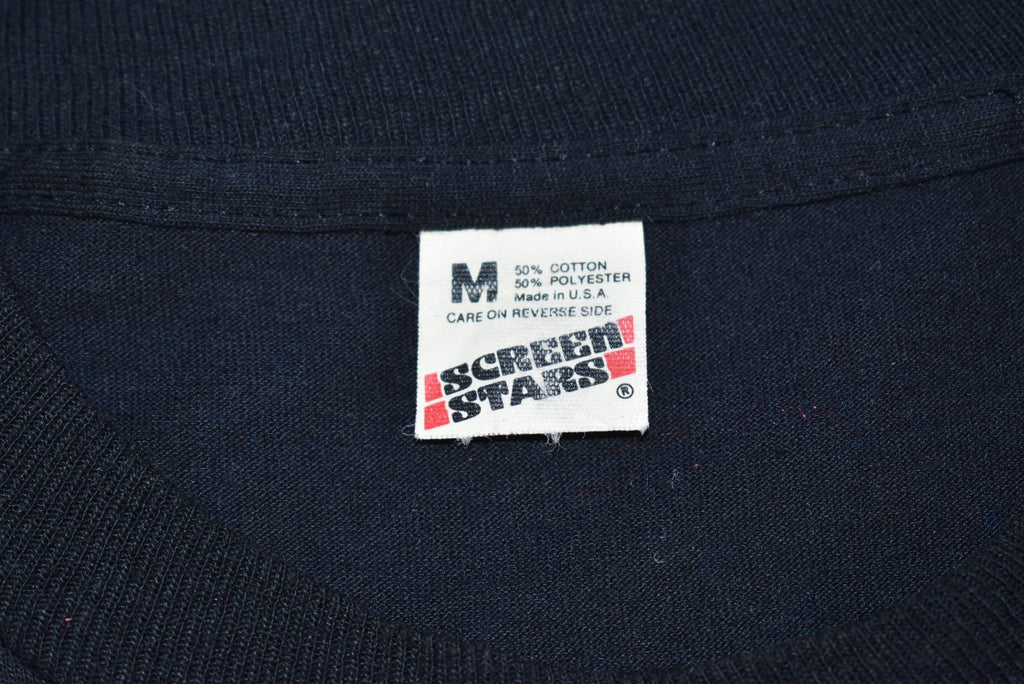 M
50% COTTON
50% POLYESTER
Made in U.S.A.
CARE ON REVERSE SIDE
SCREEN
STARS ®